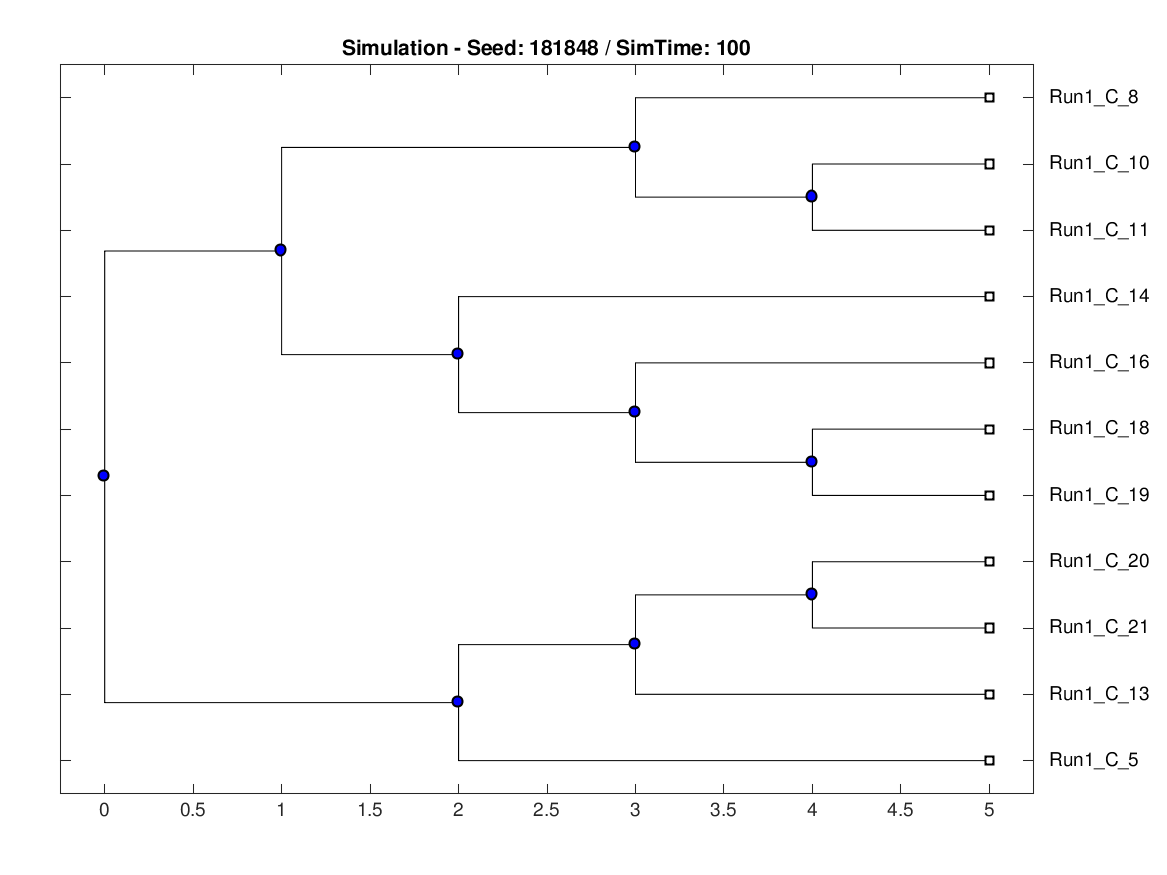 Simulation - Seed: 181848 / SimTime: 100
Run1_C_8
Run1_C_10
Run1_C_11
Run1_C_14
Run1_C_16
Run1_C_18
Run1_C_19
Run1_C_20
Run1_C_21
Run1_C_13
Run1_C_5
0 0.5 1 1.5 2 2.5 3 3.5 4 4.5 5